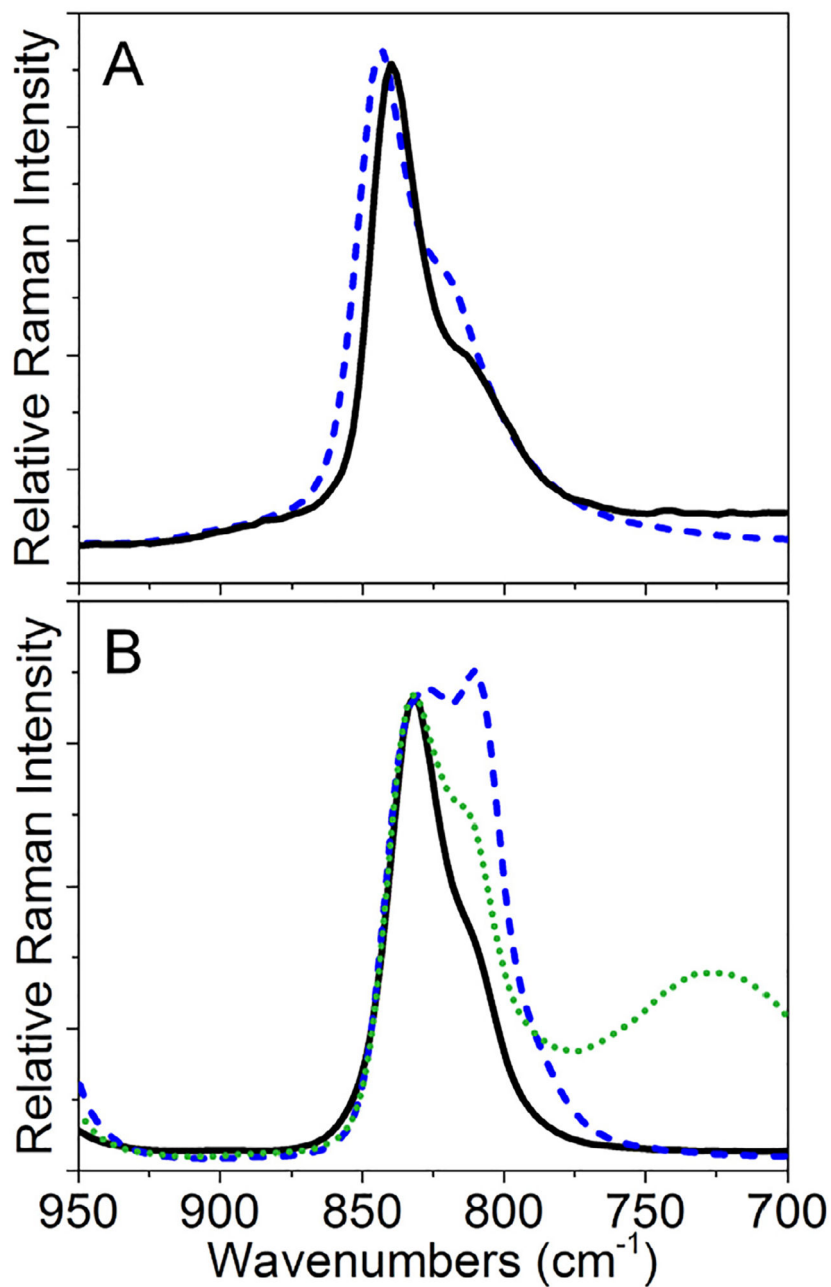 A
Relative Raman Intensity
B
Relative Raman Intensity
950 900 850 800 750 700
Wavenumbers (cm⁻¹)